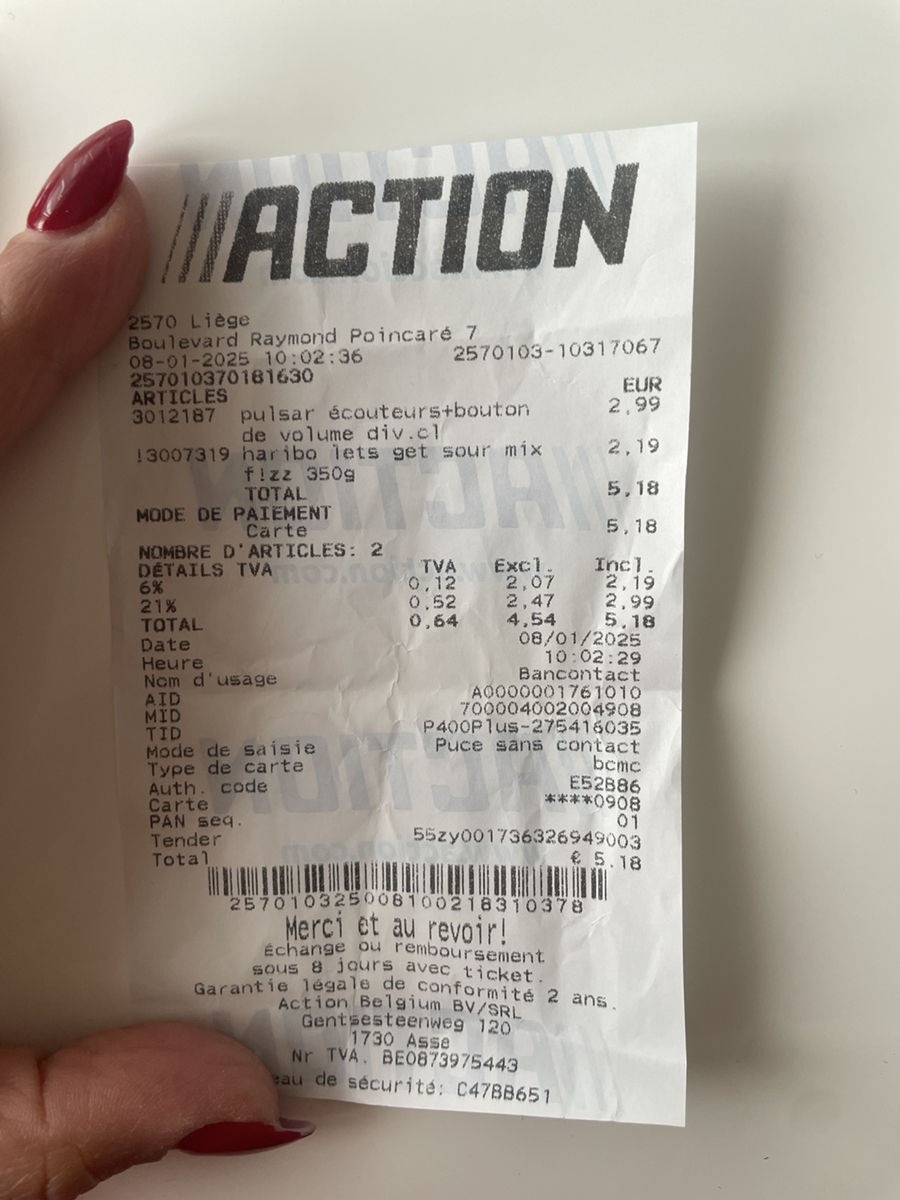 ACTION
2570 Liège
Boulevard Raymond Poincaré 7
08-01-2025 10:02:36 2570103-10317067
257010370181630
ARTICLES EUR
3012187 pulsar écouteurs+bouton 2,99
de volume div.cl
!3007319 haribo lets get sour mix 2,19
f!zz 350g
TOTAL 5,18
MODE DE PAIEMENT
Carte 5,18
NOMBRE D'ARTICLES: 2
DÉTAILS TVA TVA Excl. Incl.
6% 0,12 2,07 2,19
21% 0,52 2,47 2,99
TOTAL 0,64 4,54 5,18
Date 08/01/2025
Heure 10:02:29
Nom d'usage Bancontact
AID A0000001761010
MID 700004002004908
TID P400Plus-275416035
Mode de saisie Puce sans contact
Type de carte bcmc
Auth. code E52B86
Carte ****0908
PAN seq. 01
Tender 55zy001736326949003
Total € 5.18
257010325008100218310378
Merci et au revoir!
Échange ou remboursement
sous 8 jours avec ticket.
Garantie légale de conformité 2 ans.
Action Belgium BV/SRL
Gentsesteenweg 120
1730 Asse
Nr TVA. BE0873975443
de sécurité: C47BB651